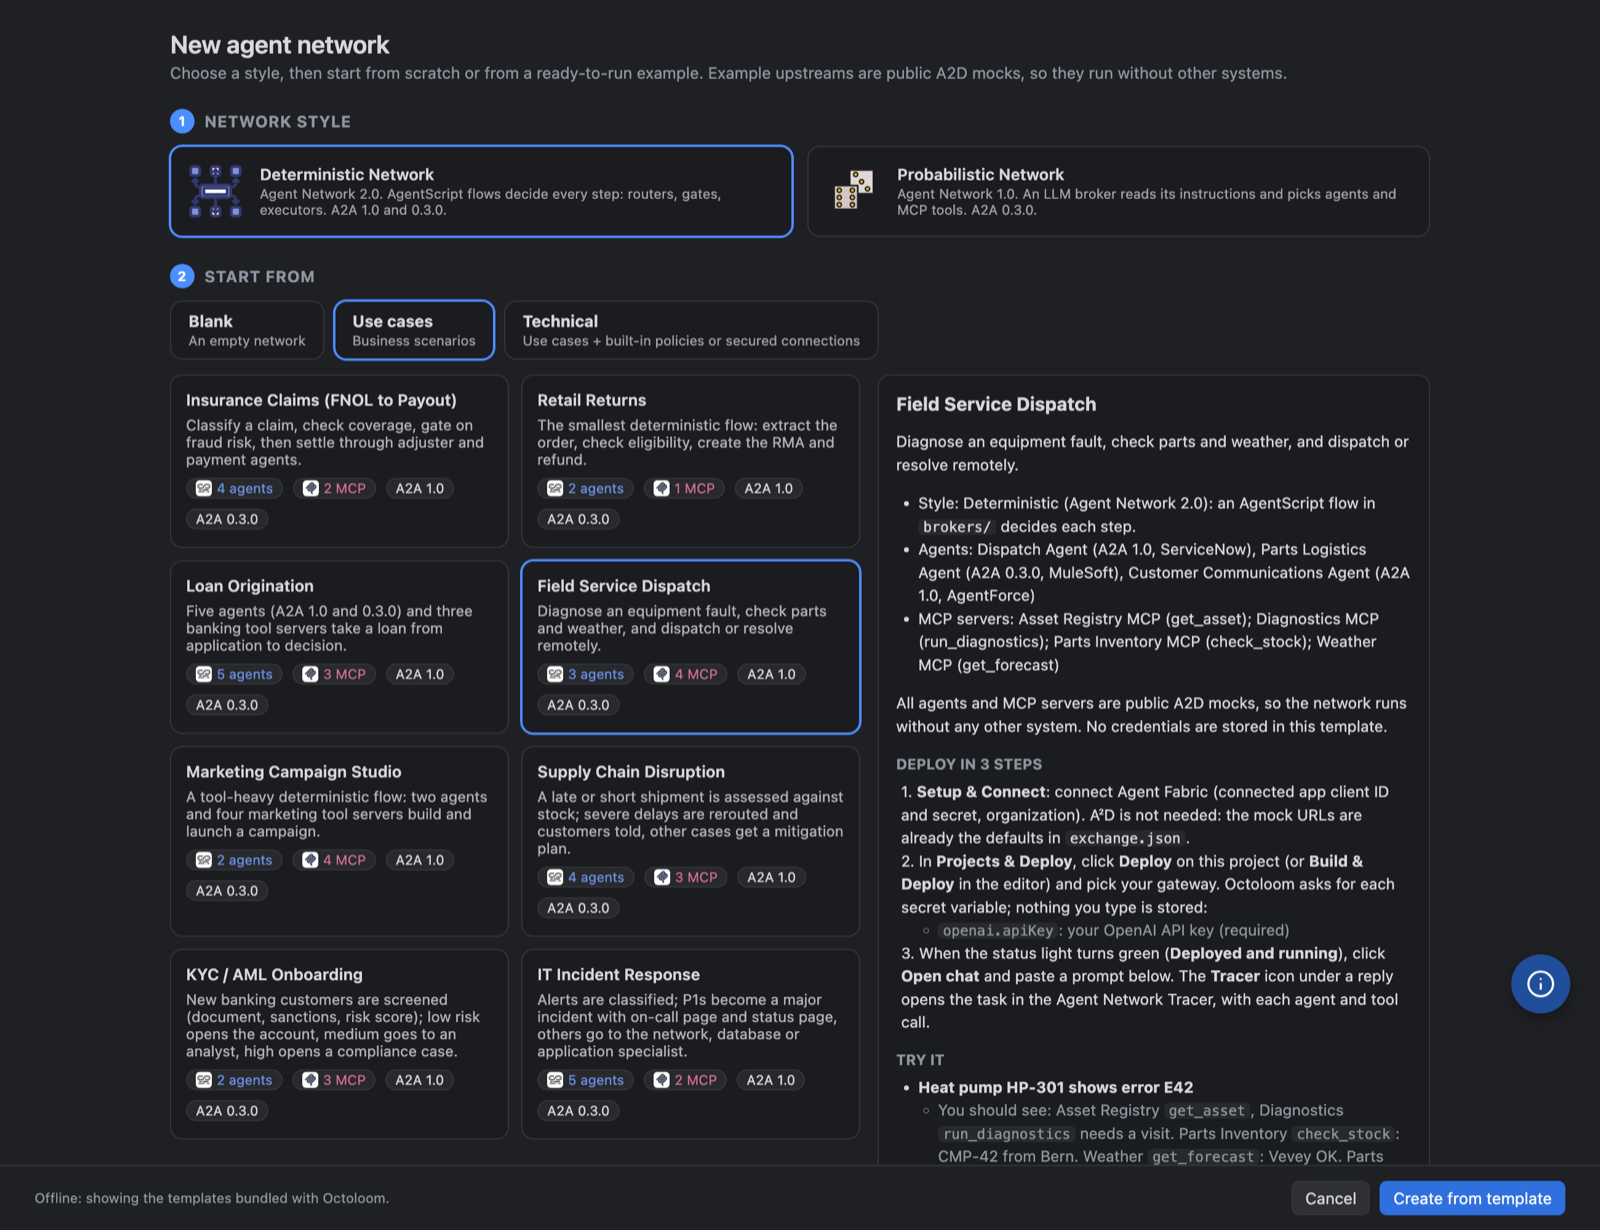 New agent network
Choose a style, then start from scratch or from a ready-to-run example. Example upstreams are public A2D mocks, so they run without other systems.
1 NETWORK STYLE
Deterministic Network
Agent Network 2.0. AgentScript flows decide every step: routers, gates,
executors. A2A 1.0 and 0.3.0.
Probabilistic Network
Agent Network 1.0. An LLM broker reads its instructions and picks agents and
MCP tools. A2A 0.3.0.
2 START FROM
Blank
An empty network
Use cases
Business scenarios
Technical
Use cases + built-in policies or secured connections
Insurance Claims (FNOL to Payout)
Classify a claim, check coverage, gate on
fraud risk, then settle through adjuster and
payment agents.
4 agents 2 MCP A2A 1.0
A2A 0.3.0
Retail Returns
The smallest deterministic flow: extract the
order, check eligibility, create the RMA and
refund.
2 agents 1 MCP A2A 1.0
A2A 0.3.0
Loan Origination
Five agents (A2A 1.0 and 0.3.0) and three
banking tool servers take a loan from
application to decision.
5 agents 3 MCP A2A 1.0
A2A 0.3.0
Field Service Dispatch
Diagnose an equipment fault, check parts
and weather, and dispatch or resolve
remotely.
3 agents 4 MCP A2A 1.0
A2A 0.3.0
Marketing Campaign Studio
A tool-heavy deterministic flow: two agents
and four marketing tool servers build and
launch a campaign.
2 agents 4 MCP A2A 1.0
A2A 0.3.0
Supply Chain Disruption
A late or short shipment is assessed against
stock; severe delays are rerouted and
customers told, other cases get a mitigation
plan.
4 agents 3 MCP A2A 1.0
A2A 0.3.0
KYC / AML Onboarding
New banking customers are screened
(document, sanctions, risk score); low risk
opens the account, medium goes to an
analyst, high opens a compliance case.
2 agents 3 MCP A2A 1.0
A2A 0.3.0
IT Incident Response
Alerts are classified; P1s become a major
incident with on-call page and status page,
others go to the network, database or
application specialist.
5 agents 2 MCP A2A 1.0
A2A 0.3.0
Field Service Dispatch
Diagnose an equipment fault, check parts and weather, and dispatch or
resolve remotely.
• Style: Deterministic (Agent Network 2.0): an AgentScript flow in
brokers/ decides each step.
• Agents: Dispatch Agent (A2A 1.0, ServiceNow), Parts Logistics
Agent (A2A 0.3.0, MuleSoft), Customer Communications Agent (A2A
1.0, AgentForce)
• MCP servers: Asset Registry MCP (get_asset); Diagnostics MCP
(run_diagnostics); Parts Inventory MCP (check_stock); Weather
MCP (get_forecast)
All agents and MCP servers are public A2D mocks, so the network runs
without any other system. No credentials are stored in this template.
DEPLOY IN 3 STEPS
1. Setup & Connect: connect Agent Fabric (connected app client ID
and secret, organization). A²D is not needed: the mock URLs are
already the defaults in exchange.json.
2. In Projects & Deploy, click Deploy on this project (or Build &
Deploy in the editor) and pick your gateway. Octoloom asks for each
secret variable; nothing you type is stored:
◦ openai.apiKey: your OpenAI API key (required)
3. When the status light turns green (Deployed and running), click
Open chat and paste a prompt below. The Tracer icon under a reply
opens the task in the Agent Network Tracer, with each agent and tool
call.
TRY IT
• Heat pump HP-301 shows error E42
◦ You should see: Asset Registry get_asset, Diagnostics
run_diagnostics needs a visit. Parts Inventory check_stock:
CMP-42 from Bern. Weather get_forecast: Vevey OK. Parts
Offline: showing the templates bundled with Octoloom.
Cancel
Create from template